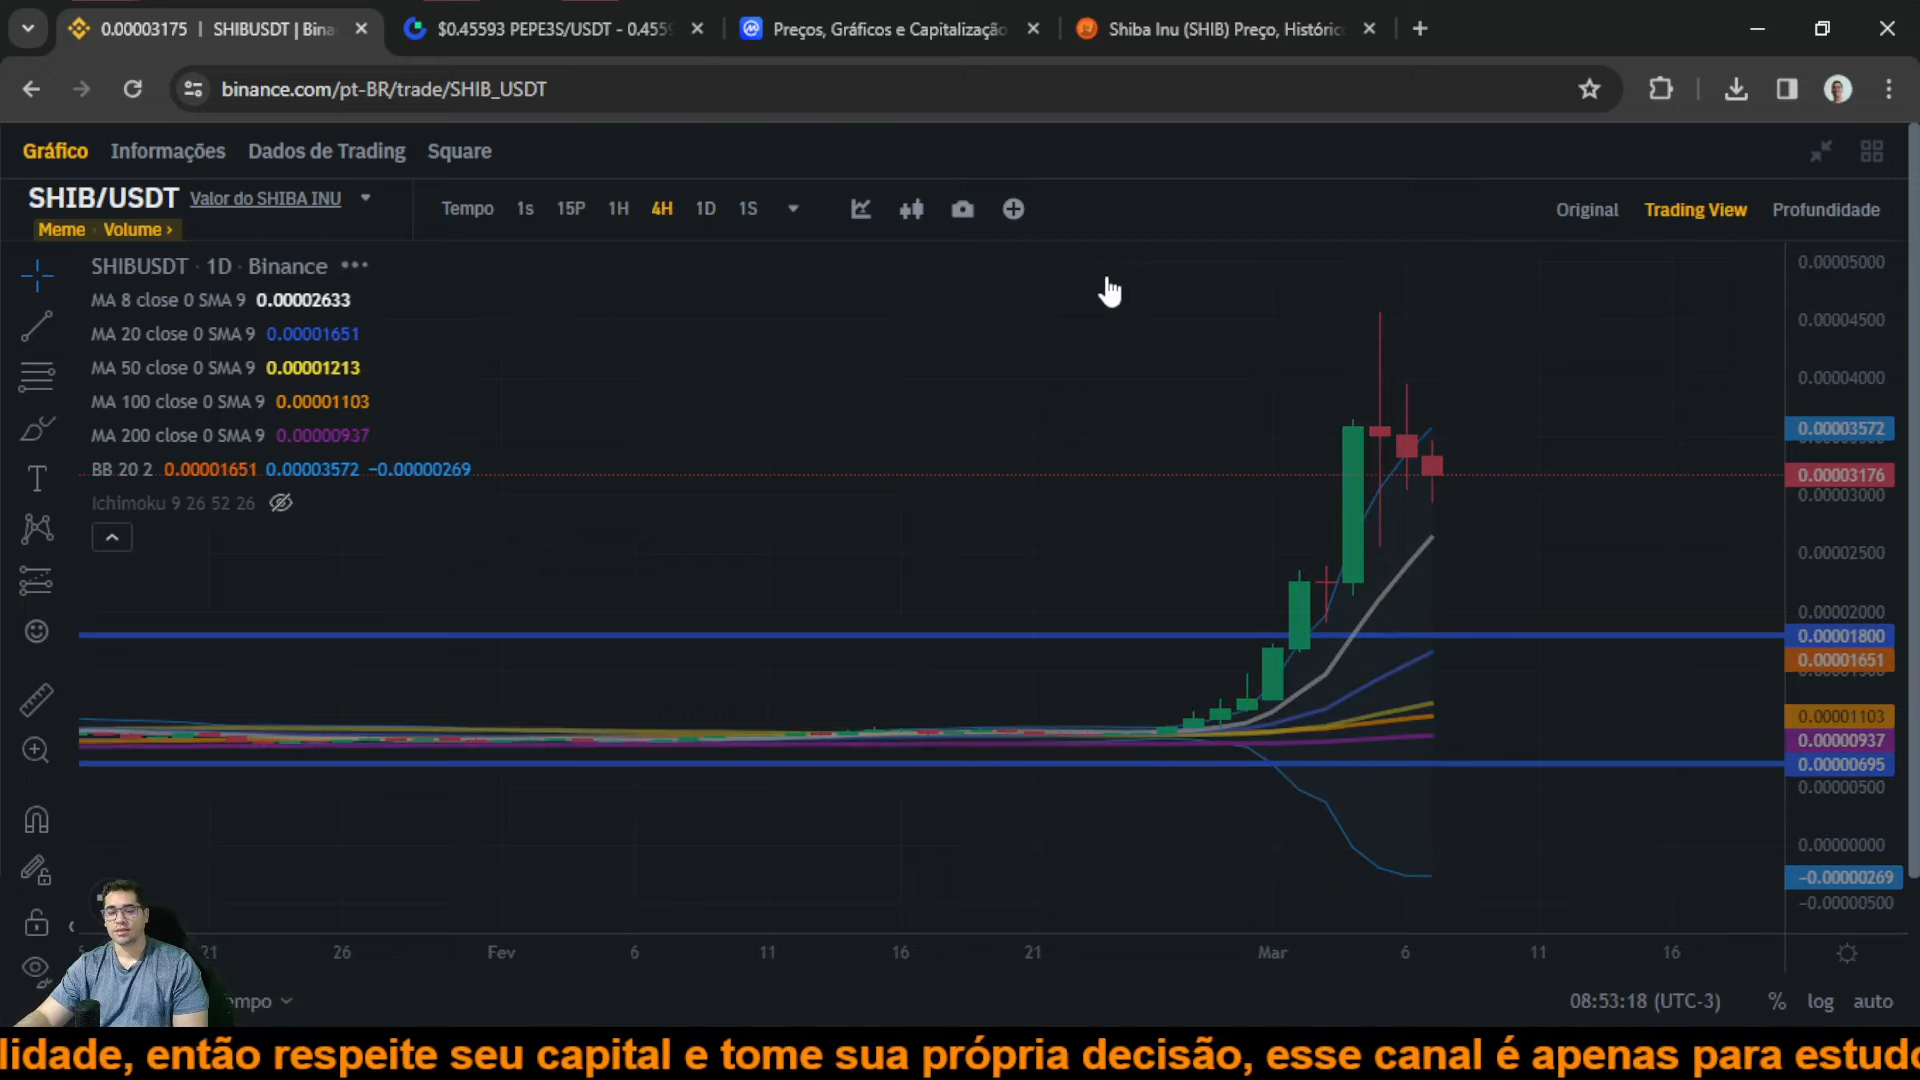 0.00003175 | SHIBUSDT | Bina
$0.45593 PEPE3S/USDT - 0.455
Preços, Gráficos e Capitalização
Shiba Inu (SHIB) Preço, Históric
binance.com/pt-BR/trade/SHIB_USDT
Gráfico Informações Dados de Trading Square
SHIB/USDT Valor do SHIBA INU
Meme Volume ›
Tempo 1s 15P 1H 4H 1D 1S
Original Trading View Profundidade
SHIBUSDT · 1D · Binance •••
MA 8 close 0 SMA 9 0.00002633
MA 20 close 0 SMA 9 0.00001651
MA 50 close 0 SMA 9 0.00001213
MA 100 close 0 SMA 9 0.00001103
MA 200 close 0 SMA 9 0.00000937
BB 20 2 0.00001651 0.00003572 −0.00000269
Ichimoku 9 26 52 26
0.00005000
0.00004500
0.00004000
0.00003572
0.00003176
0.00003000
0.00002500
0.00002000
0.00001800
0.00001651
0.00001103
0.00000937
0.00000695
0.00000500
0.00000000
−0.00000269
−0.00000500
21 26 Fev 6 11 16 21 Mar 6 11 16
empo
08:53:18 (UTC-3) % log auto
lidade, então respeite seu capital e tome sua própria decisão, esse canal é apenas para estudo